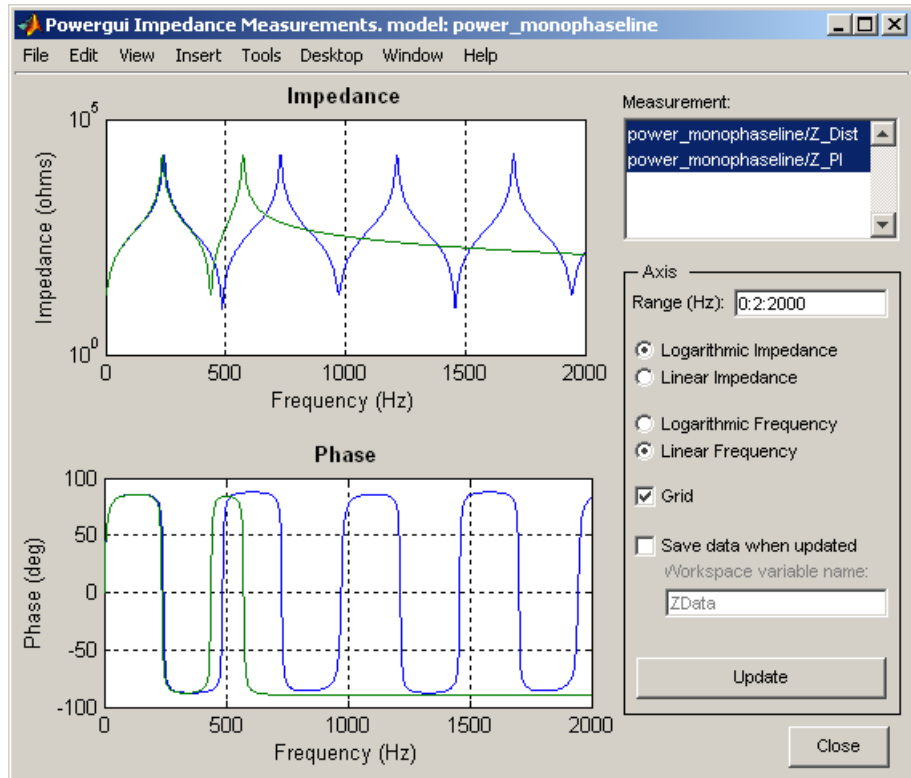 Powergui Impedance Measurements. model: power_monophaseline
File Edit View Insert Tools Desktop Window Help
Impedance
10^5
10^0
Impedance (ohms)
0 500 1000 1500 2000
Frequency (Hz)
Phase
100
50
0
-50
-100
Phase (deg)
0 500 1000 1500 2000
Frequency (Hz)
Measurement:
power_monophaseline/Z_Dist
power_monophaseline/Z_PI
Axis
Range (Hz): 0:2:2000
Logarithmic Impedance
Linear Impedance
Logarithmic Frequency
Linear Frequency
Grid
Save data when updated
Workspace variable name:
ZData
Update
Close